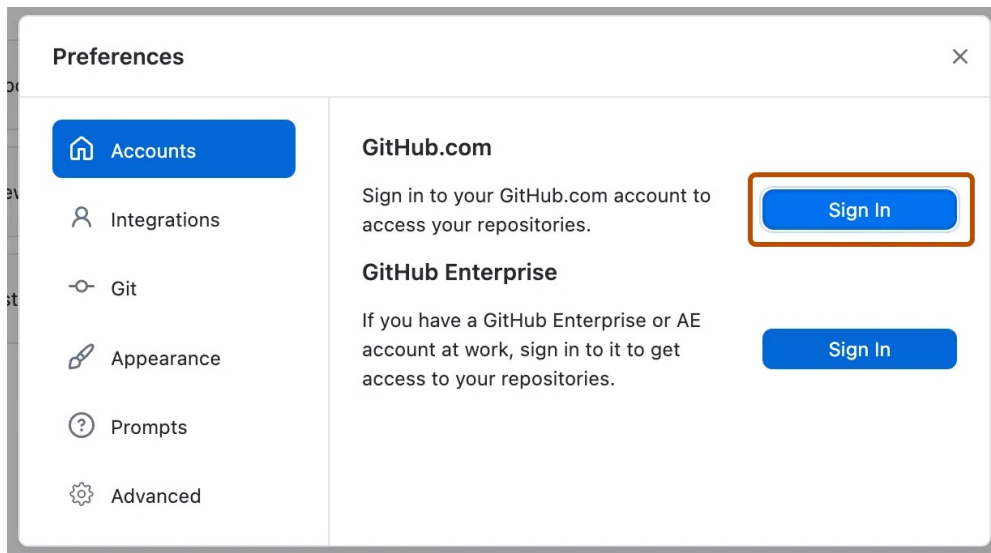 Preferences
Accounts
Integrations
Git
Appearance
Prompts
Advanced
GitHub.com
Sign in to your GitHub.com account to
access your repositories.
Sign In
GitHub Enterprise
If you have a GitHub Enterprise or AE
account at work, sign in to it to get
access to your repositories.
Sign In